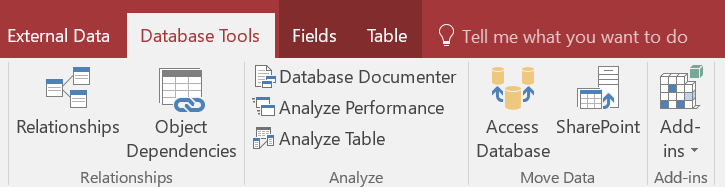 External Data Database Tools Fields Table Tell me what you want to do
Relationships
Object
Dependencies
Relationships
Database Documenter
Analyze Performance
Analyze Table
Analyze
Access
Database
SharePoint
Move Data
Add-
ins
Add-ins